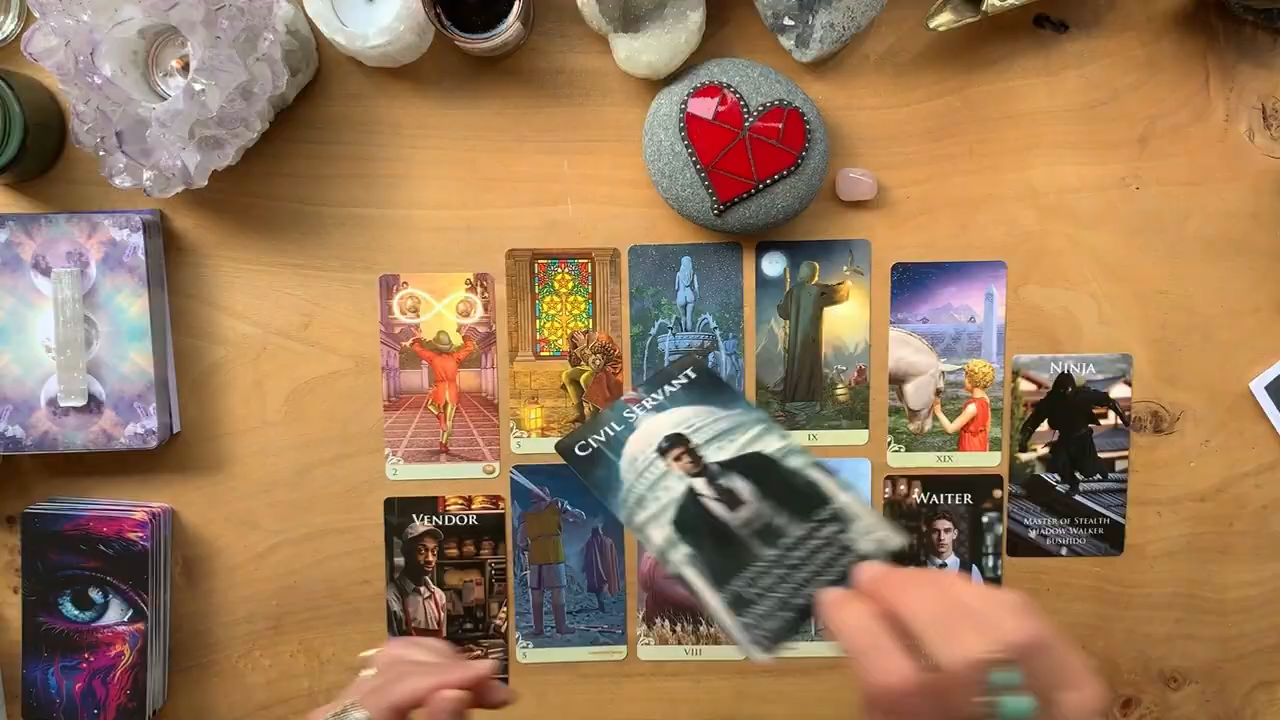 CIVIL SERVANT
IX
XIX
NINJA
MASTER OF STEALTH
SHADOW WALKER
BUSHIDO
2
5
VENDOR
WAITER
5
VIII